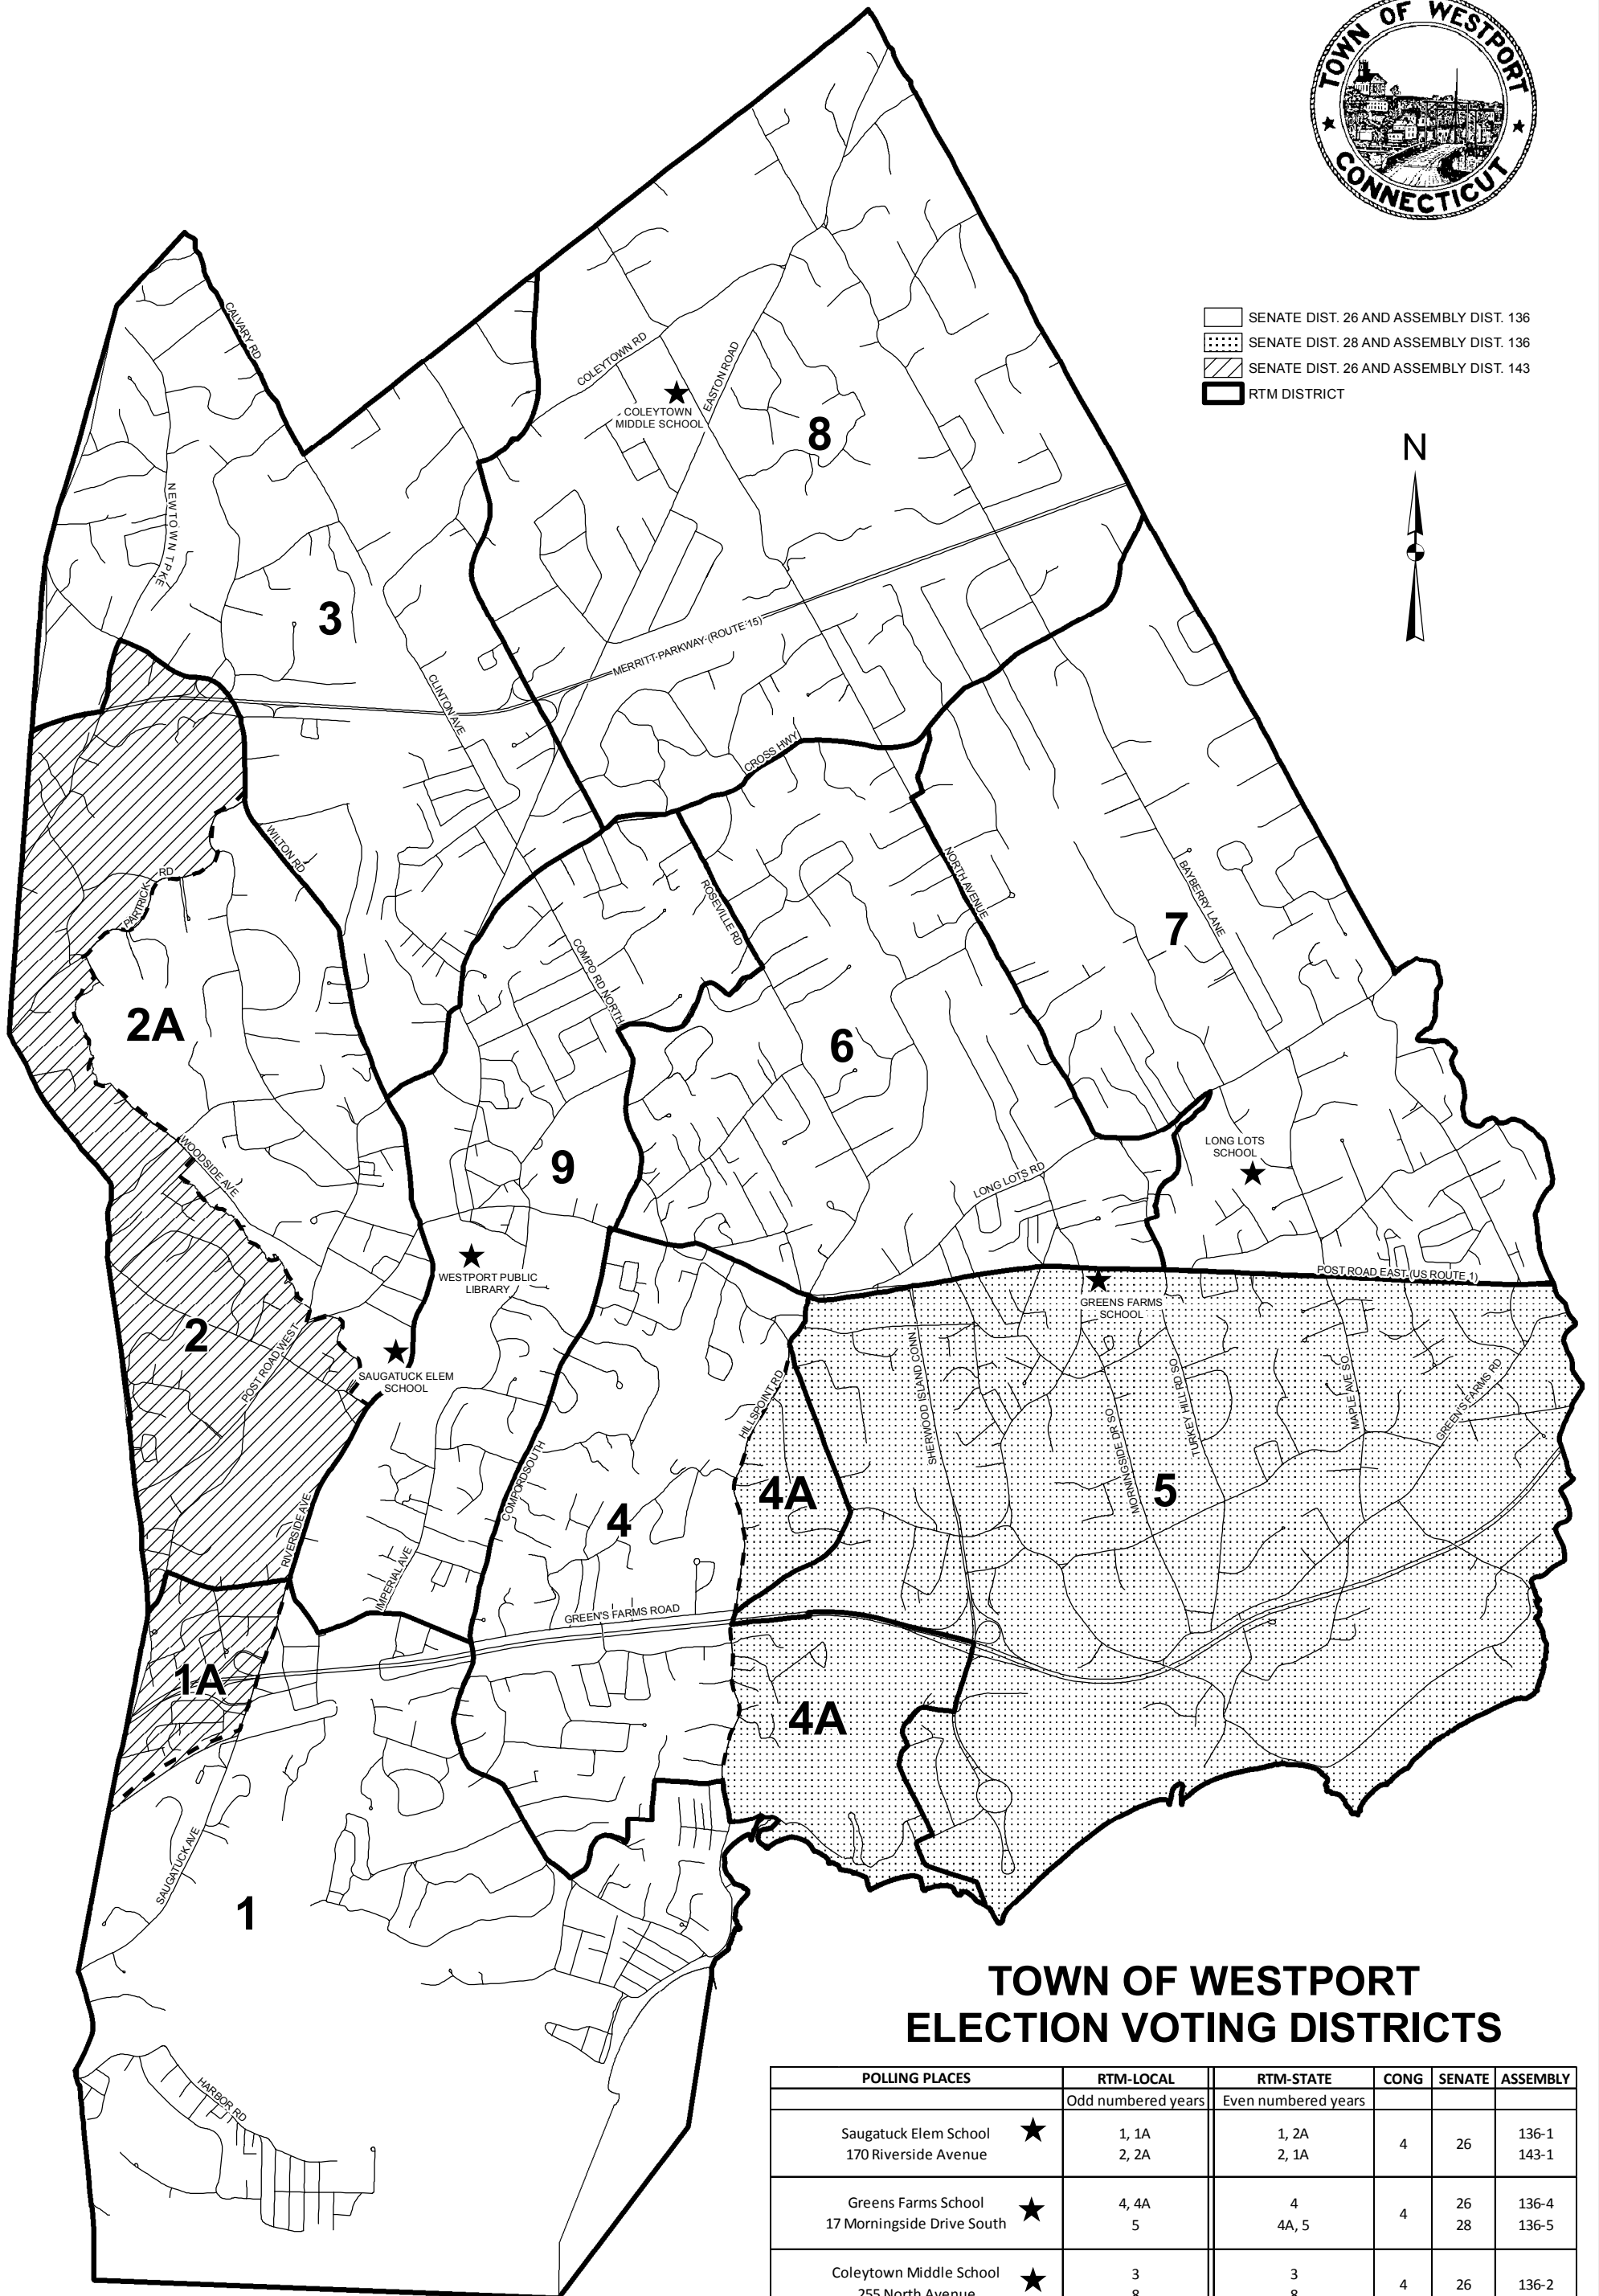 TOWN OF WESTPORT
CONNECTICUT
SENATE DIST. 26 AND ASSEMBLY DIST. 136
SENATE DIST. 28 AND ASSEMBLY DIST. 136
SENATE DIST. 26 AND ASSEMBLY DIST. 143
RTM DISTRICT
N
CALVARY RD
COLEYTOWN RD
EASTON ROAD
COLEYTOWN
MIDDLE SCHOOL
8
NEWTOWN TPKE
3
MERRITT PARKWAY (ROUTE 15)
CLINTON AVE
CROSS HWY
WILTON RD
PARTRICK RD
ROSEVILLE RD
NORTH AVENUE
BAYBERRY LANE
7
COMPO RD NORTH
2A
6
WOODSIDE AVE
9
LONG LOTS
SCHOOL
LONG LOTS RD
WESTPORT PUBLIC
LIBRARY
POST ROAD EAST (US ROUTE 1)
GREENS FARMS
SCHOOL
2
POST ROAD WEST
SAUGATUCK ELEM
SCHOOL
HILLSPOINT RD
SHERWOOD ISLAND CONN
MORNINGSIDE DR SO
TURKEY HILL RD SO
MAPLE AVE SO
GREEN'S FARMS RD
COMPO RD SOUTH
4A
5
4
RIVERSIDE AVE
IMPERIAL AVE
GREEN'S FARMS ROAD
1A
4A
SAUGATUCK AVE
1
HARBOR RD
TOWN OF WESTPORT
ELECTION VOTING DISTRICTS
POLLING PLACES RTM-LOCAL RTM-STATE CONG SENATE ASSEMBLY
Odd numbered years Even numbered years
Saugatuck Elem School 1, 1A 1, 2A 4 26 136-1
170 Riverside Avenue 2, 2A 2, 1A 143-1
Greens Farms School 4, 4A 4 4 26 136-4
17 Morningside Drive South 5 4A, 5 28 136-5
Coleytown Middle School 3 3 4 26 136-2
255 North Avenue 8 8